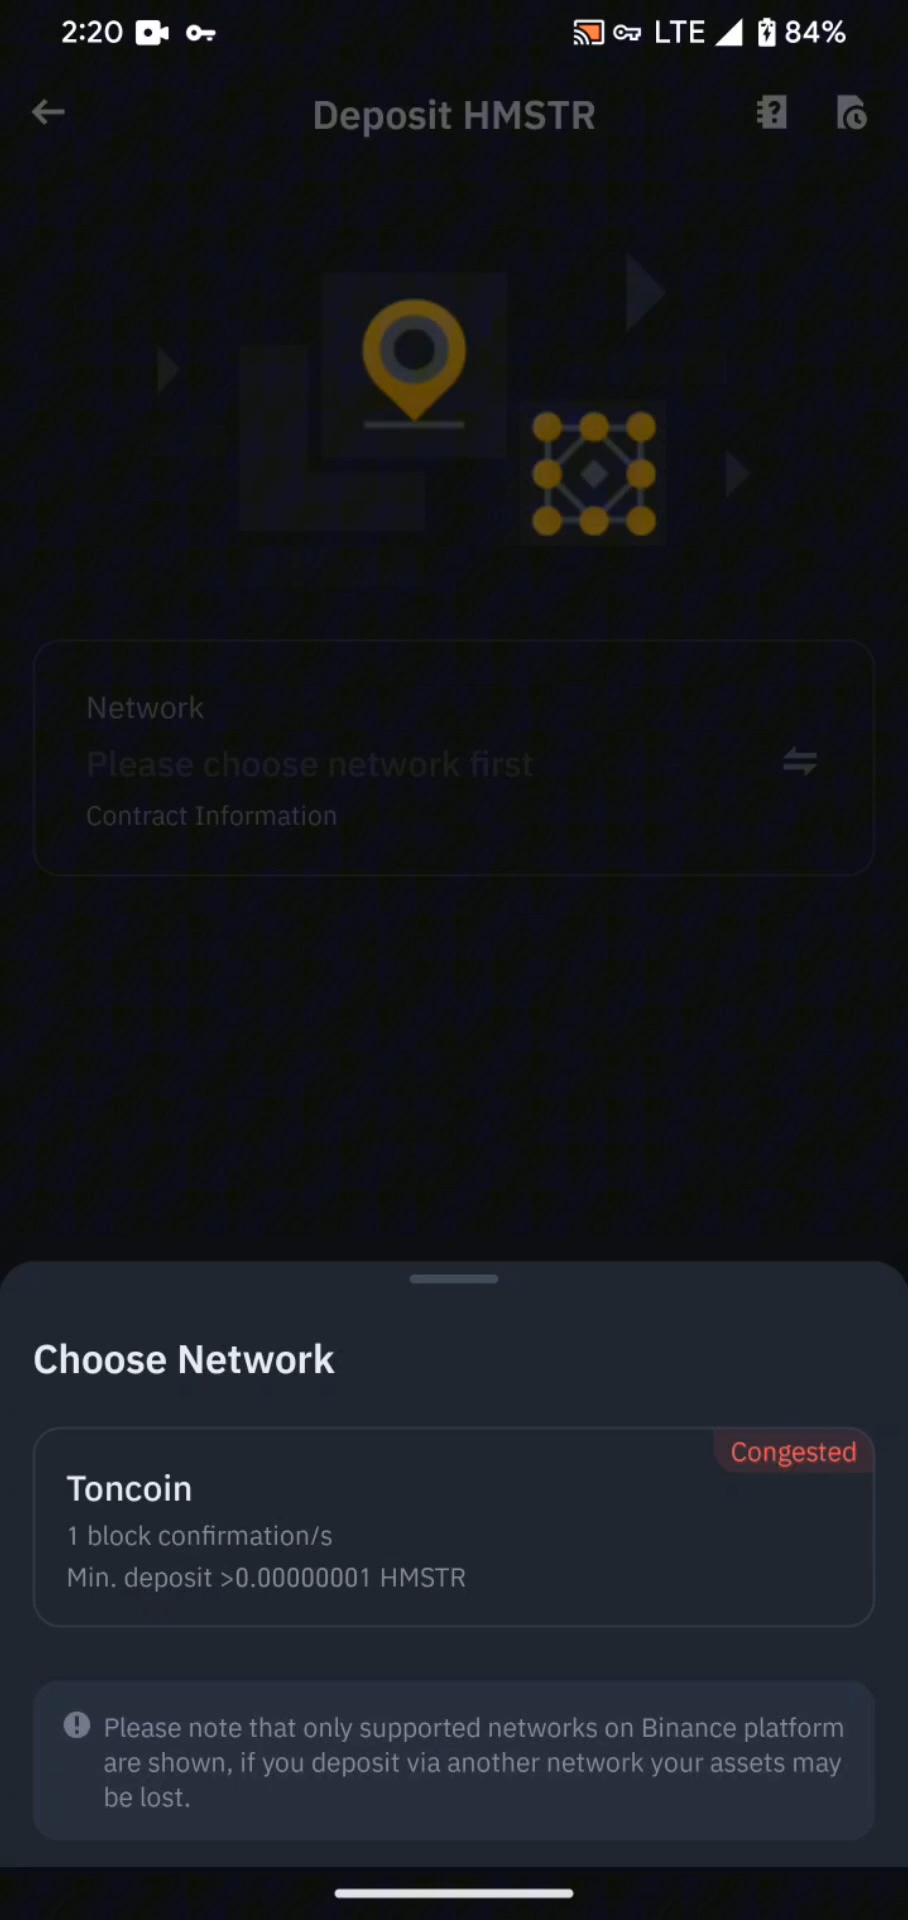 2:20 LTE 84%
Deposit HMSTR
Network
Please choose network first
Contract Information
Choose Network
Congested
Toncoin
1 block confirmation/s
Min. deposit >0.00000001 HMSTR
Please note that only supported networks on Binance platform
are shown, if you deposit via another network your assets may
be lost.